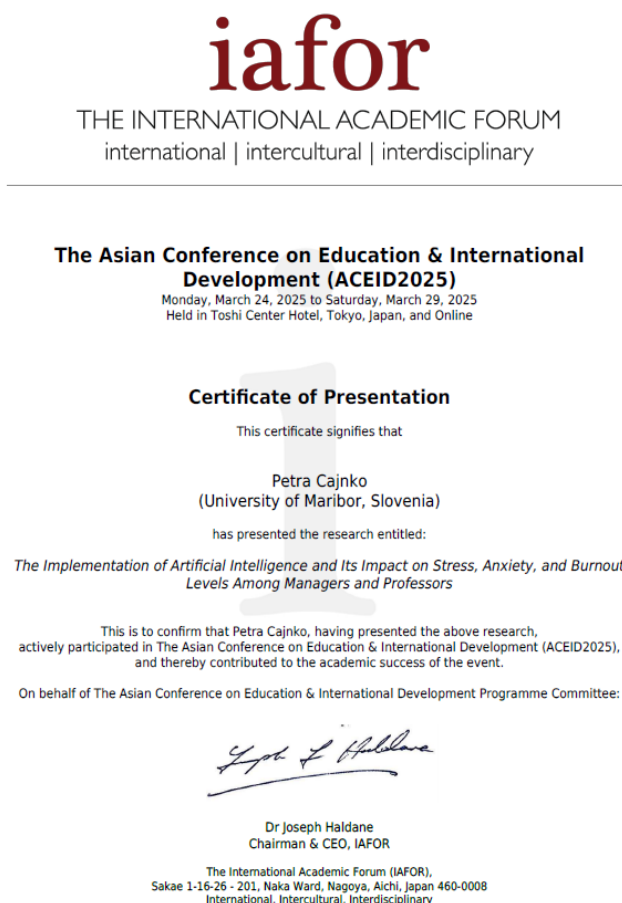 iafor
THE INTERNATIONAL ACADEMIC FORUM
international | intercultural | interdisciplinary
The Asian Conference on Education & International
Development (ACEID2025)
Monday, March 24, 2025 to Saturday, March 29, 2025
Held in Toshi Center Hotel, Tokyo, Japan, and Online
Certificate of Presentation
This certificate signifies that
Petra Cajnko
(University of Maribor, Slovenia)
has presented the research entitled:
The Implementation of Artificial Intelligence and Its Impact on Stress, Anxiety, and Burnout
Levels Among Managers and Professors
This is to confirm that Petra Cajnko, having presented the above research,
actively participated in The Asian Conference on Education & International Development (ACEID2025),
and thereby contributed to the academic success of the event.
On behalf of The Asian Conference on Education & International Development Programme Committee:
Dr Joseph Haldane
Chairman & CEO, IAFOR
The International Academic Forum (IAFOR),
Sakae 1-16-26 - 201, Naka Ward, Nagoya, Aichi, Japan 460-0008
International, Intercultural, Interdisciplinary